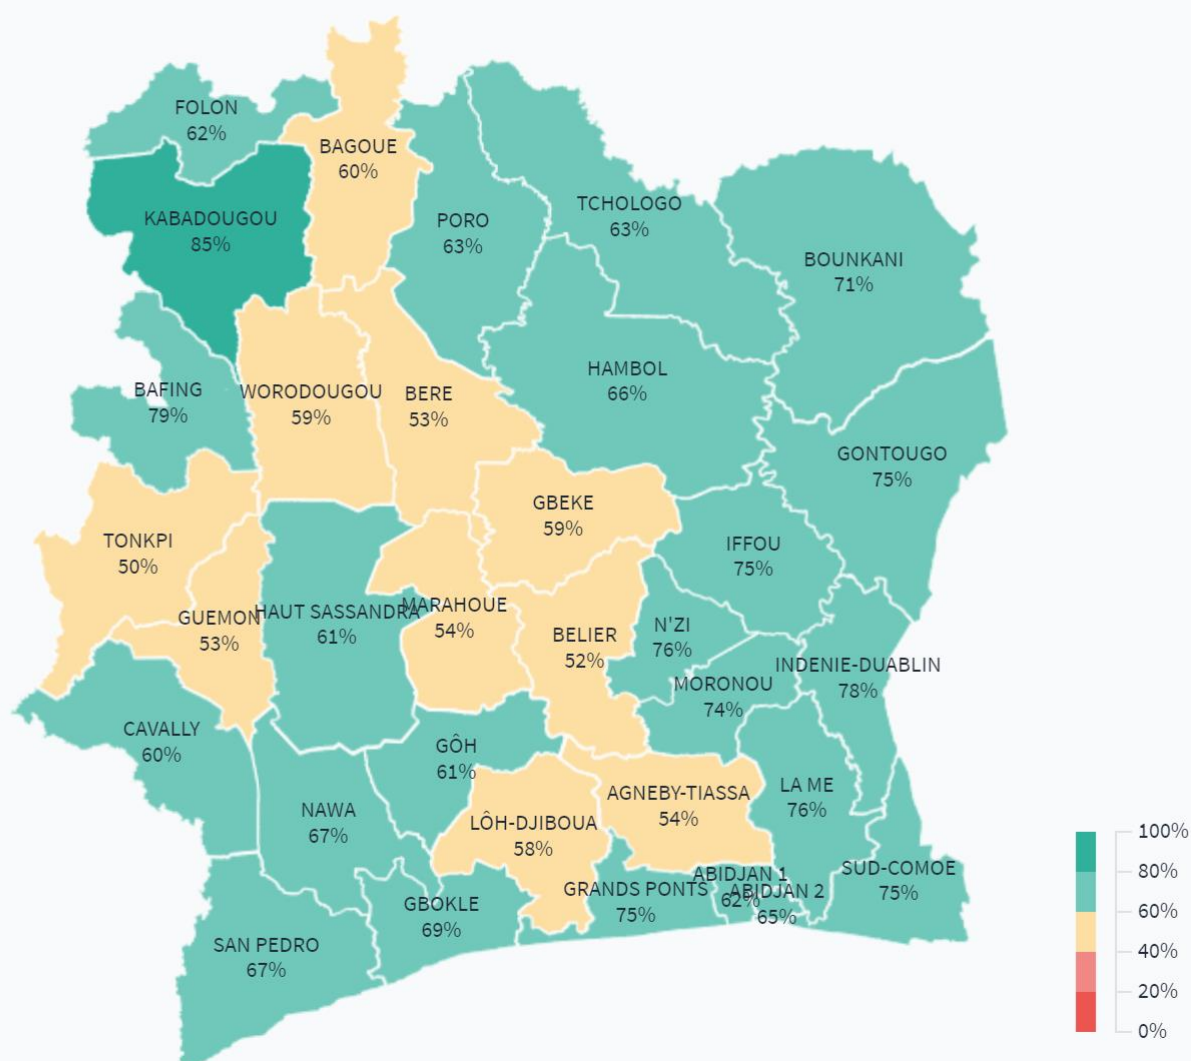 FOLON
62%
BAGOUE
60%
KABADOUGOU
85%
PORO
63%
TCHOLOGO
63%
BOUNKANI
71%
BAFING
79%
WORODOUGOU
59%
BERE
53%
HAMBOL
66%
GONTOUGO
75%
TONKPI
50%
GBEKE
59%
IFFOU
75%
GUEMON
53%
HAUT SASSANDRA
61%
MARAHOUE
54%
BELIER
52%
N'ZI
76%
MORONOU
74%
INDENIE-DUABLIN
78%
CAVALLY
60%
GÔH
61%
NAWA
67%
LÔH-DJIBOUA
58%
AGNEBY-TIASSA
54%
LA ME
76%
SUD-COMOE
75%
SAN PEDRO
67%
GBOKLE
69%
GRANDS PONTS
75%
ABIDJAN 1
62%
ABIDJAN 2
65%
100%
80%
60%
40%
20%
0%